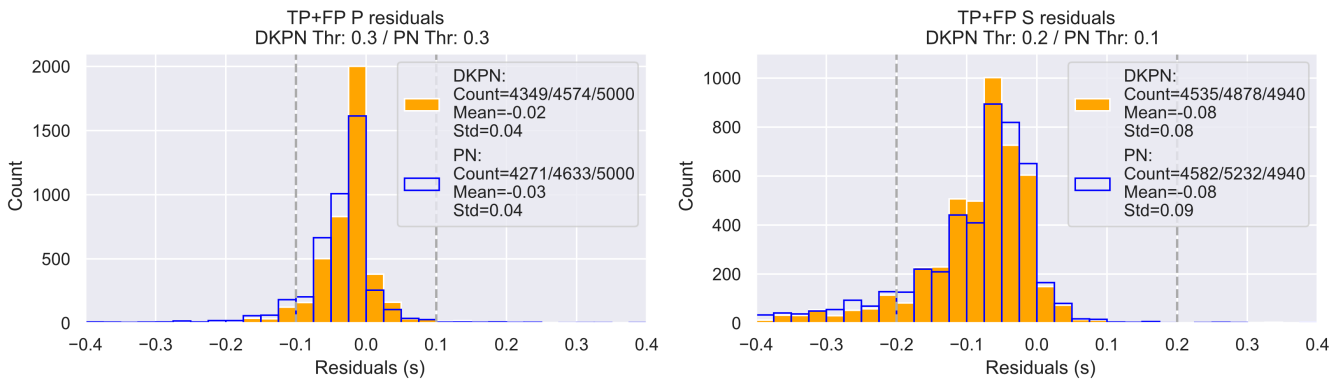 TP+FP P residuals
DKPN Thr: 0.3 / PN Thr: 0.3
2000
1500
1000
500
0
Count
DKPN:
Count=4349/4574/5000
Mean=-0.02
Std=0.04
PN:
Count=4271/4633/5000
Mean=-0.03
Std=0.04
−0.4 −0.3 −0.2 −0.1 0.0 0.1 0.2 0.3 0.4
Residuals (s)
TP+FP S residuals
DKPN Thr: 0.2 / PN Thr: 0.1
1000
800
600
400
200
0
Count
DKPN:
Count=4535/4878/4940
Mean=-0.08
Std=0.08
PN:
Count=4582/5232/4940
Mean=-0.08
Std=0.09
−0.4 −0.3 −0.2 −0.1 0.0 0.1 0.2 0.3 0.4
Residuals (s)